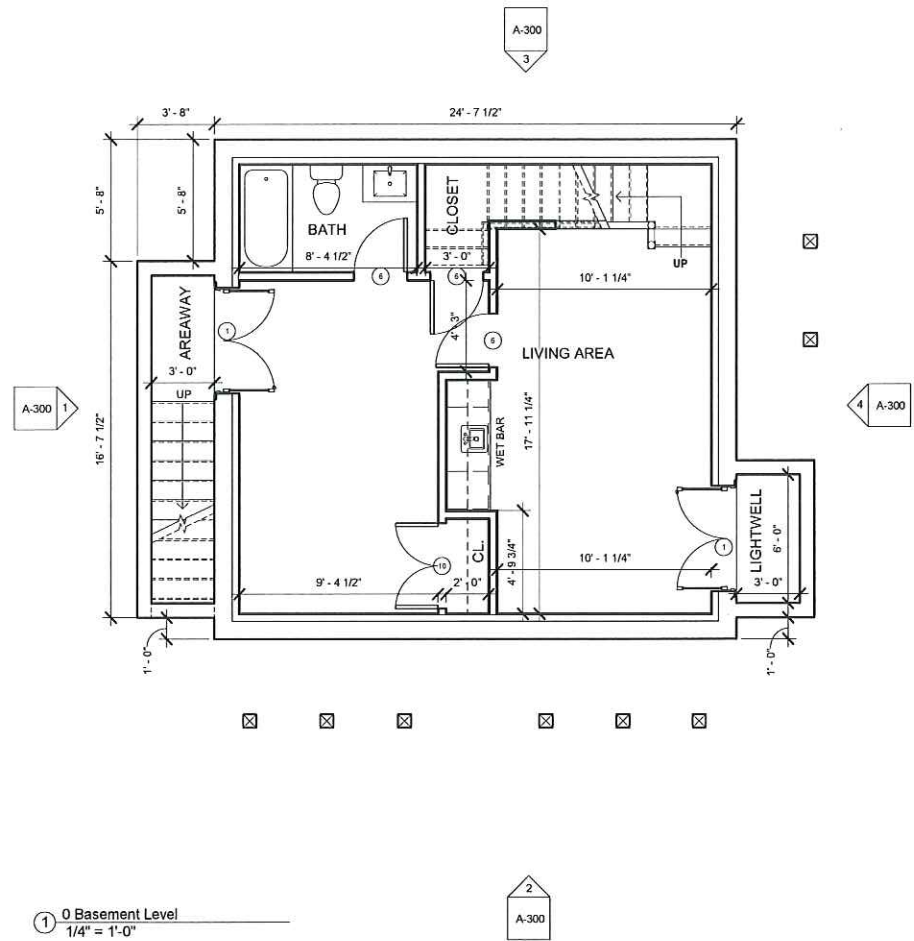 A-300
3
3' - 8"
24' - 7 1/2"
5' - 8"
5' - 8"
BATH
CLOSET
8' - 4 1/2"
3' - 0"
6
6
UP
10' - 1 1/4"
AREAWAY
1
4' - 3"
6
LIVING AREA
3' - 0"
UP
A-300
1
4
A-300
16' - 7 1/2"
17' - 11 1/4"
WET BAR
LIGHTWELL
6' - 0"
1
CL.
10
4' - 9 3/4"
10' - 1 1/4"
9' - 4 1/2"
2' - 0"
3' - 0"
1' - 0"
1' - 0"
2
A-300
1
0 Basement Level
1/4" = 1'-0"